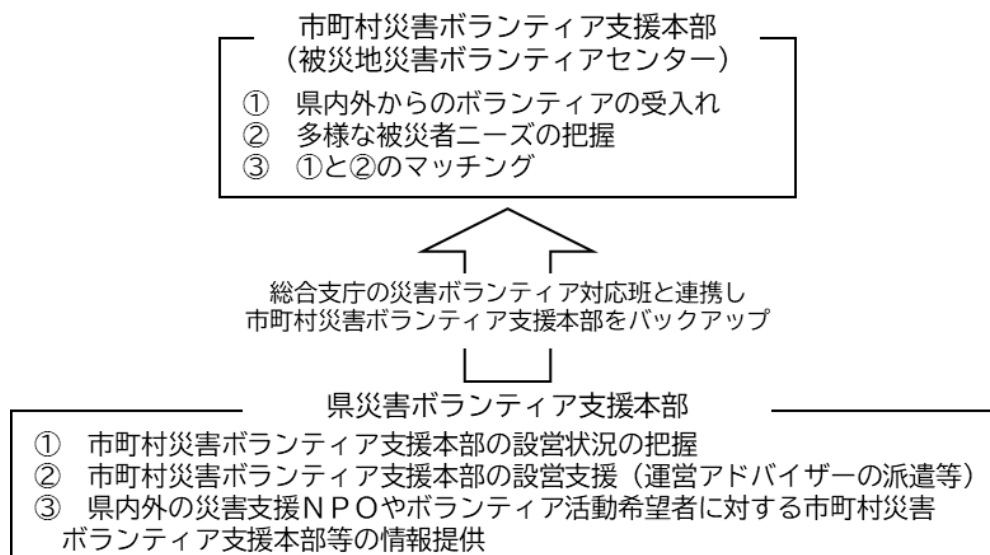 市町村災害ボランティア支援本部
（被災地災害ボランティアセンター）
①　県内外からのボランティアの受入れ
②　多様な被災者ニーズの把握
③　①と②のマッチング
総合支庁の災害ボランティア対応班と連携し
市町村災害ボランティア支援本部をバックアップ
県災害ボランティア支援本部
①　市町村災害ボランティア支援本部の設営状況の把握
②　市町村災害ボランティア支援本部の設営支援（運営アドバイザーの派遣等）
③　県内外の災害支援ＮＰＯやボランティア活動希望者に対する市町村災害
ボランティア支援本部等の情報提供